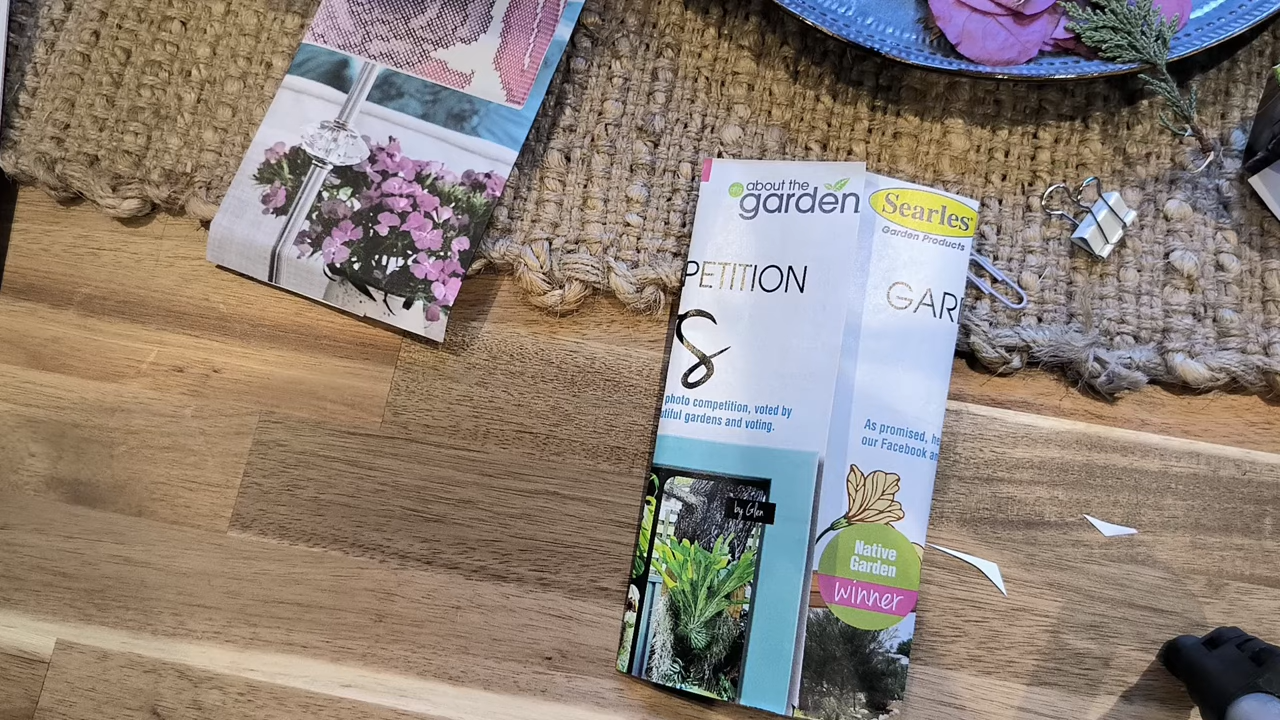 about the
garden
PETITION
s
photo competition, voted by
tiful gardens and voting.
by Glen
Searles
Garden Products
GAR
As promised, he
our Facebook an
Native
Garden
winner